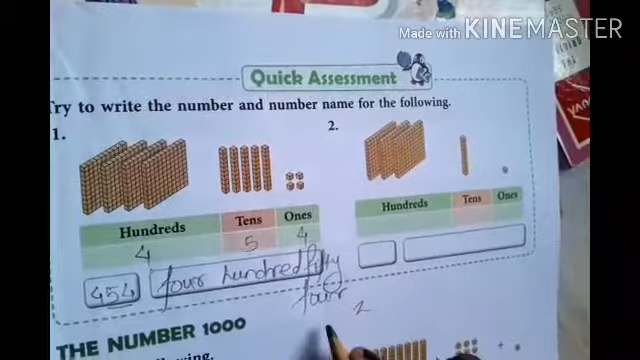 Made with KINEMASTER
Quick Assessment
Try to write the number and number name for the following.
1.
2.
Hundreds Tens Ones
4 5 4
454 four hundred fifty
four
Hundreds Tens Ones
2
THE NUMBER 1000